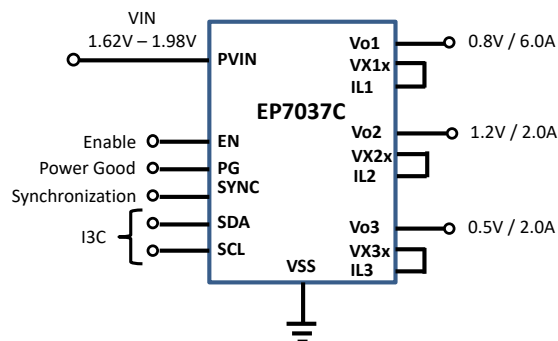 VIN
1.62V – 1.98V
PVIN
EP7037C
Enable
EN
Power Good
PG
Synchronization
SYNC
I3C
SDA
SCL
VSS
Vo1
0.8V / 6.0A
VX1x
IL1
Vo2
1.2V / 2.0A
VX2x
IL2
Vo3
0.5V / 2.0A
VX3x
IL3